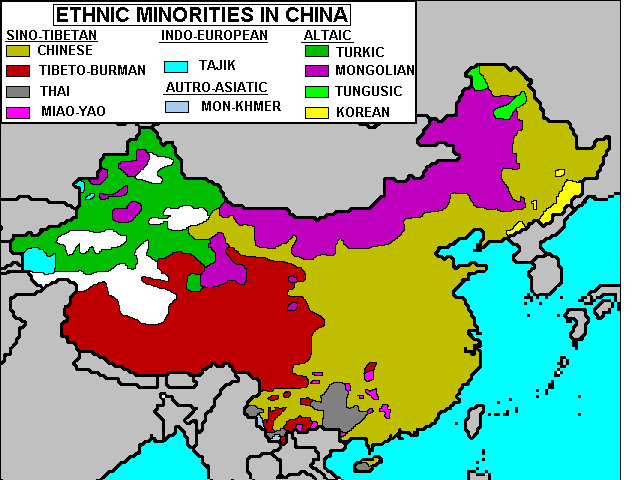 ETHNIC MINORITIES IN CHINA
SINO-TIBETAN
CHINESE
TIBETO-BURMAN
THAI
MIAO-YAO
INDO-EUROPEAN
TAJIK
AUTRO-ASIATIC
MON-KHMER
ALTAIC
TURKIC
MONGOLIAN
TUNGUSIC
KOREAN